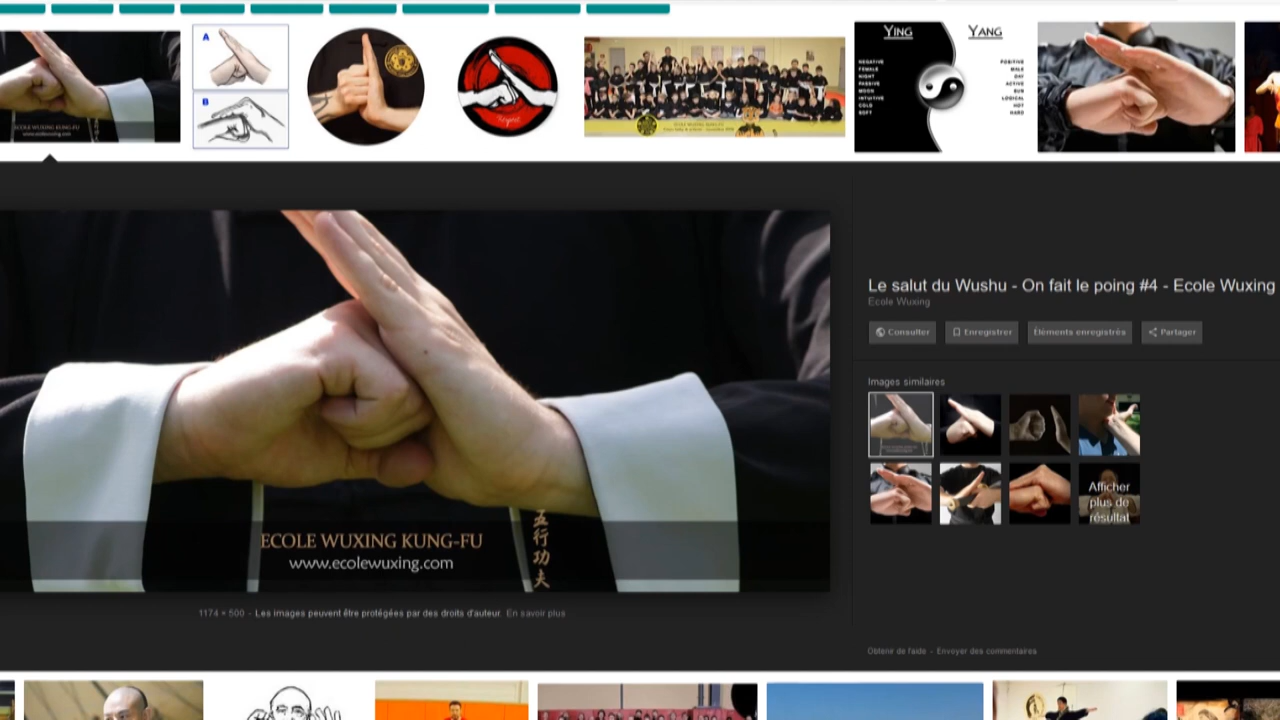 ECOLE WUXING KUNG-FU
www.ecolewuxing.com
A
B
YING
YANG
NEGATIVE
FEMALE
NIGHT
PASSIVE
MOON
INTUITIVE
COLD
SOFT
POSITIVE
MALE
DAY
ACTIVE
SUN
LOGICAL
HOT
HARD
Le salut du Wushu - On fait le poing #4 - Ecole Wuxing
Ecole Wuxing
Consulter
Enregistrer
Éléments enregistrés
Partager
Images similaires
Afficher
plus de
résultat
ECOLE WUXING KUNG-FU
www.ecolewuxing.com
五行功夫
1174 × 500 - Les images peuvent être protégées par des droits d'auteur. En savoir plus
Obtenir de l'aide - Envoyer des commentaires